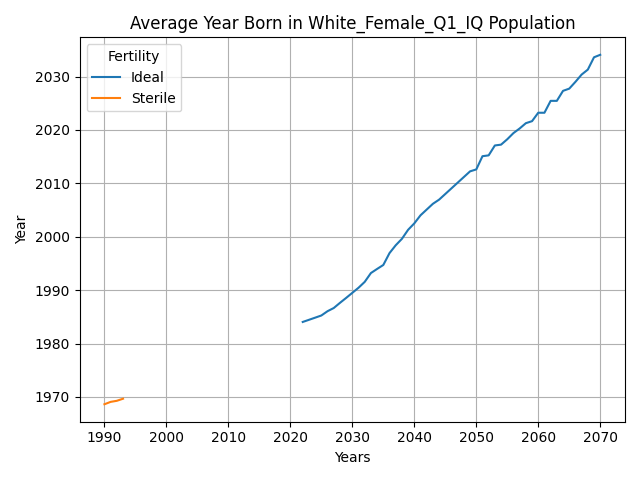 Average Year Born in White_Female_Q1_IQ Population
Fertility
Ideal
Sterile
Year
2030
2020
2010
2000
1990
1980
1970
1990 2000 2010 2020 2030 2040 2050 2060 2070
Years